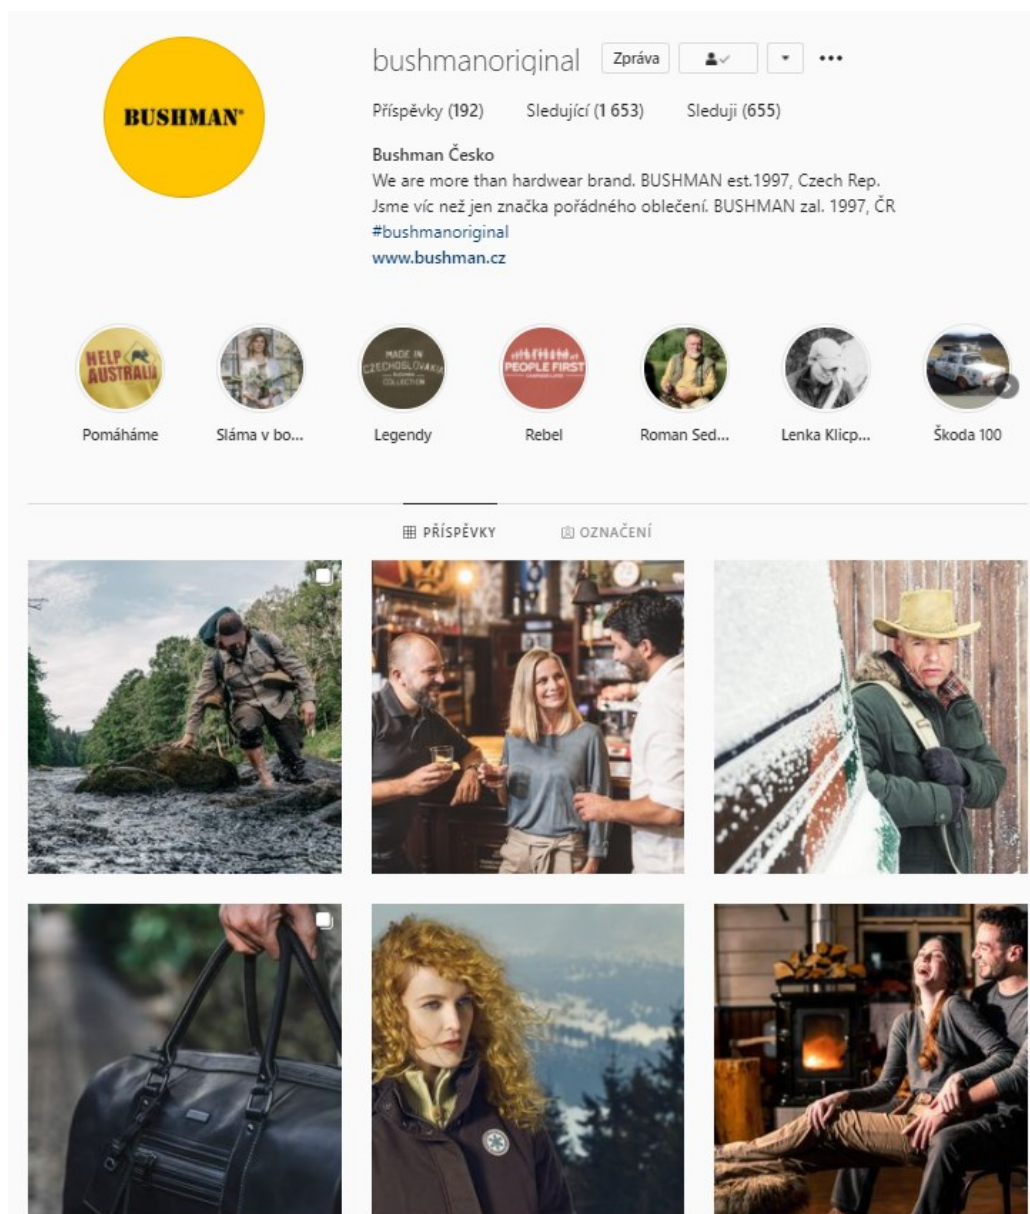 BUSHMAN®
bushmanoriginal Zpráva
Příspěvky (192) Sledující (1 653) Sleduji (655)
Bushman Česko
We are more than hardwear brand. BUSHMAN est.1997, Czech Rep.
Jsme víc než jen značka pořádného oblečení. BUSHMAN zal. 1997, ČR
#bushmanoriginal
www.bushman.cz
HELP
AUSTRALIA
MADE IN
CZECHOSLOVAKIA
COLLECTION
PEOPLE FIRST
Pomáháme Sláma v bo... Legendy Rebel Roman Sed... Lenka Klicp... Škoda 100
PŘÍSPĚVKY OZNAČENÍ